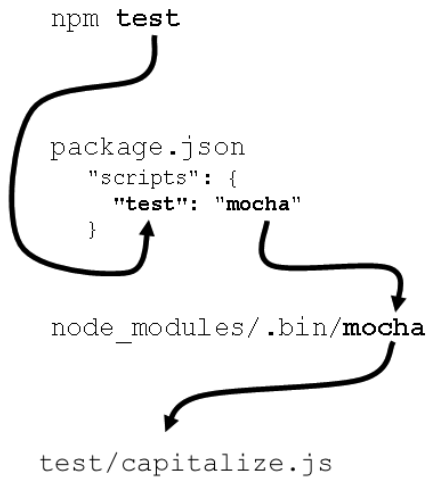 npm test
package.json
"scripts": {
"test": "mocha"
}
node_modules/.bin/mocha
test/capitalize.js